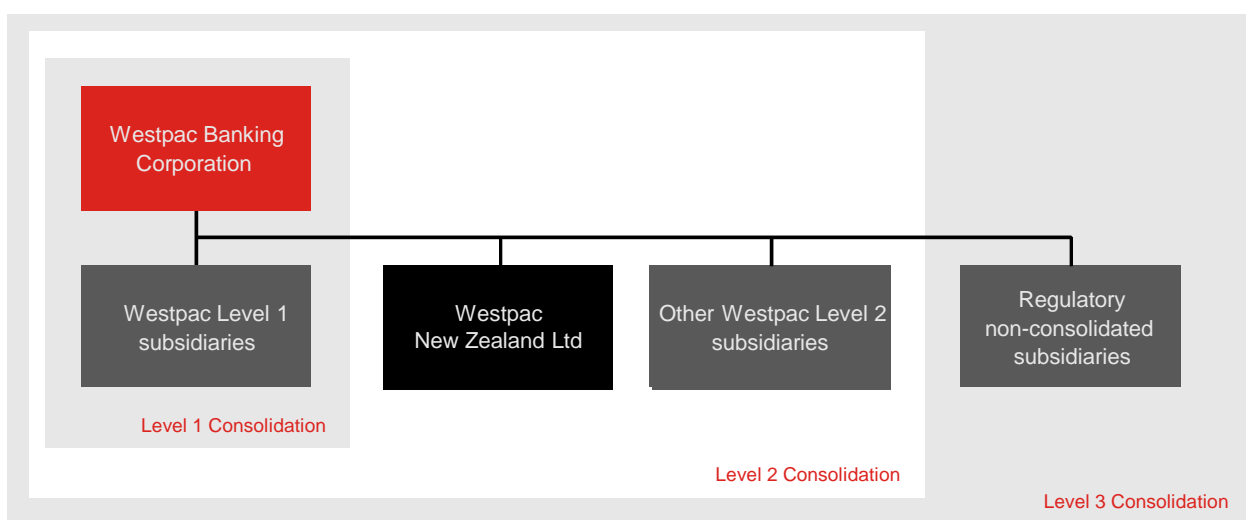 Westpac Banking
Corporation
Westpac Level 1
subsidiaries
Westpac
New Zealand Ltd
Other Westpac Level 2
subsidiaries
Regulatory
non-consolidated
subsidiaries
Level 1 Consolidation
Level 2 Consolidation
Level 3 Consolidation